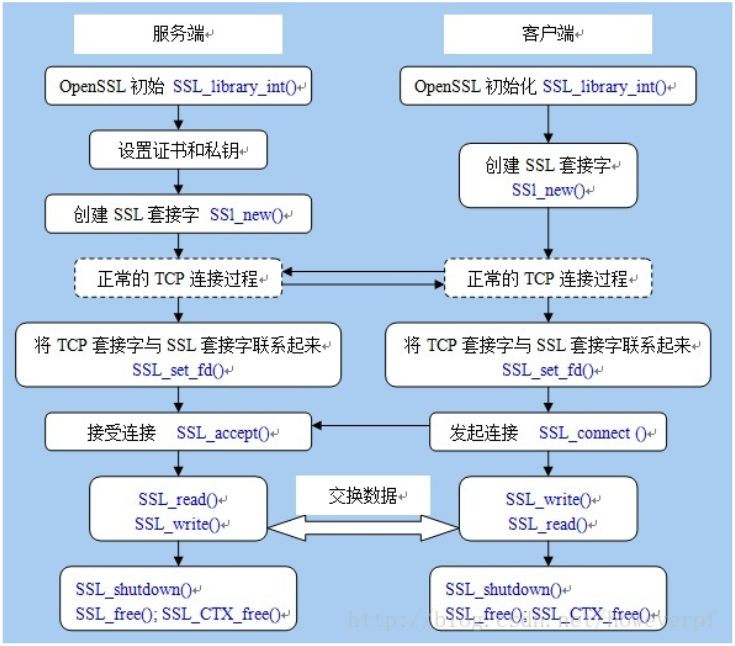 服务端
OpenSSL 初始 SSL_library_int()
设置证书和私钥
创建 SSL 套接字 SSl_new()
正常的 TCP 连接过程
将 TCP 套接字与 SSL 套接字联系起来
SSL_set_fd()
接受连接 SSL_accept()
SSL_read()
SSL_write()
SSL_shutdown()
SSL_free(); SSL_CTX_free()
交换数据
客户端
OpenSSL 初始化 SSL_library_int()
创建 SSL 套接字
SSl_new()
正常的 TCP 连接过程
将 TCP 套接字与 SSL 套接字联系起来
SSL_set_fd()
发起连接 SSL_connect ()
SSL_write()
SSL_read()
SSL_shutdown()
SSL_free(); SSL_CTX_free()
http://blog.csdn.net/howeverpf